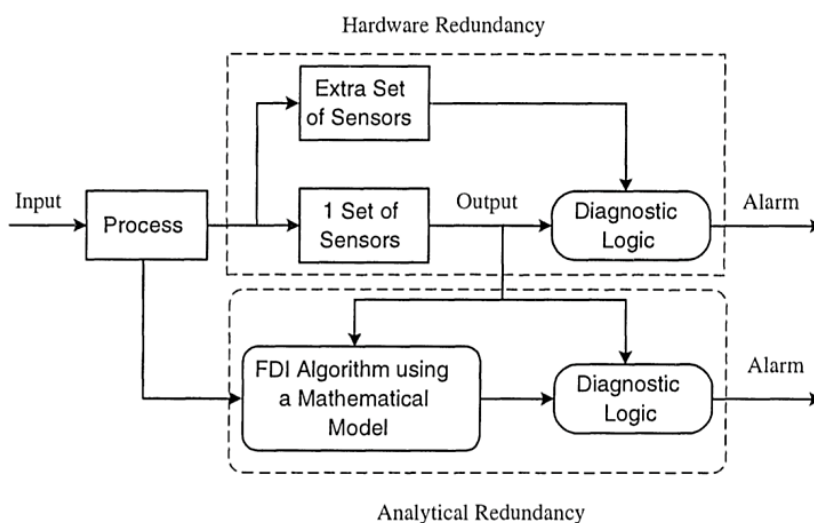 Hardware Redundancy
Extra Set
of Sensors
Input
Process
1 Set of
Sensors
Output
Diagnostic
Logic
Alarm
FDI Algorithm using
a Mathematical
Model
Diagnostic
Logic
Alarm
Analytical Redundancy